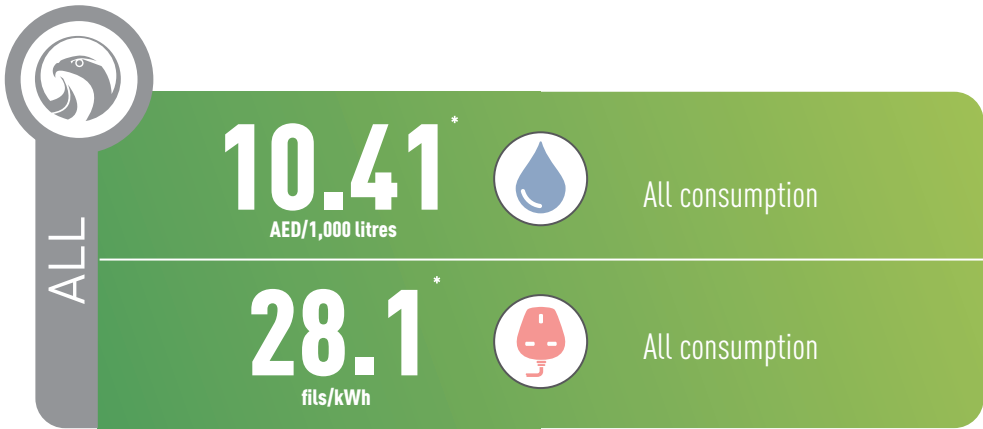 ALL
10.41*
AED/1,000 litres
All consumption
28.1*
fils/kWh
All consumption